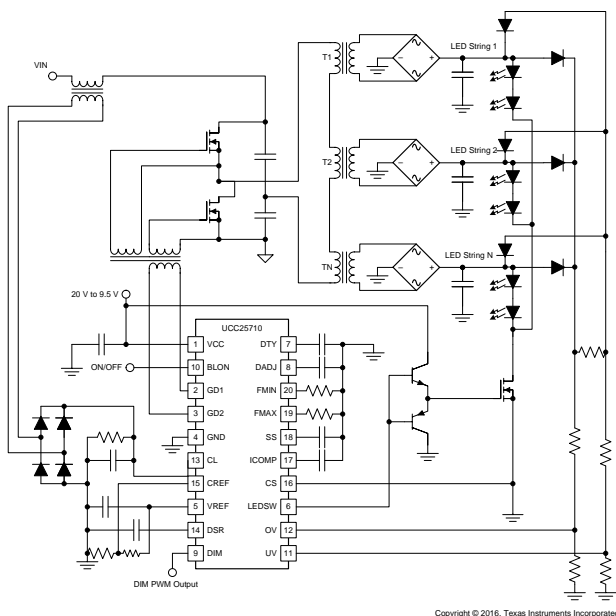 LED String 1
T1
VIN
LED String 2
T2
LED String N
TN
20 V to 9.5 V
UCC25710
1 VCC DTY 7
ON/OFF
10 BLON DADJ 8
2 GD1 FMIN 20
3 GD2 FMAX 19
4 GND SS 18
13 CL ICOMP 17
15 CREF CS 16
5 VREF LEDSW 6
14 DSR OV 12
9 DIM UV 11
DIM PWM Output
Copyright © 2016, Texas Instruments Incorporated